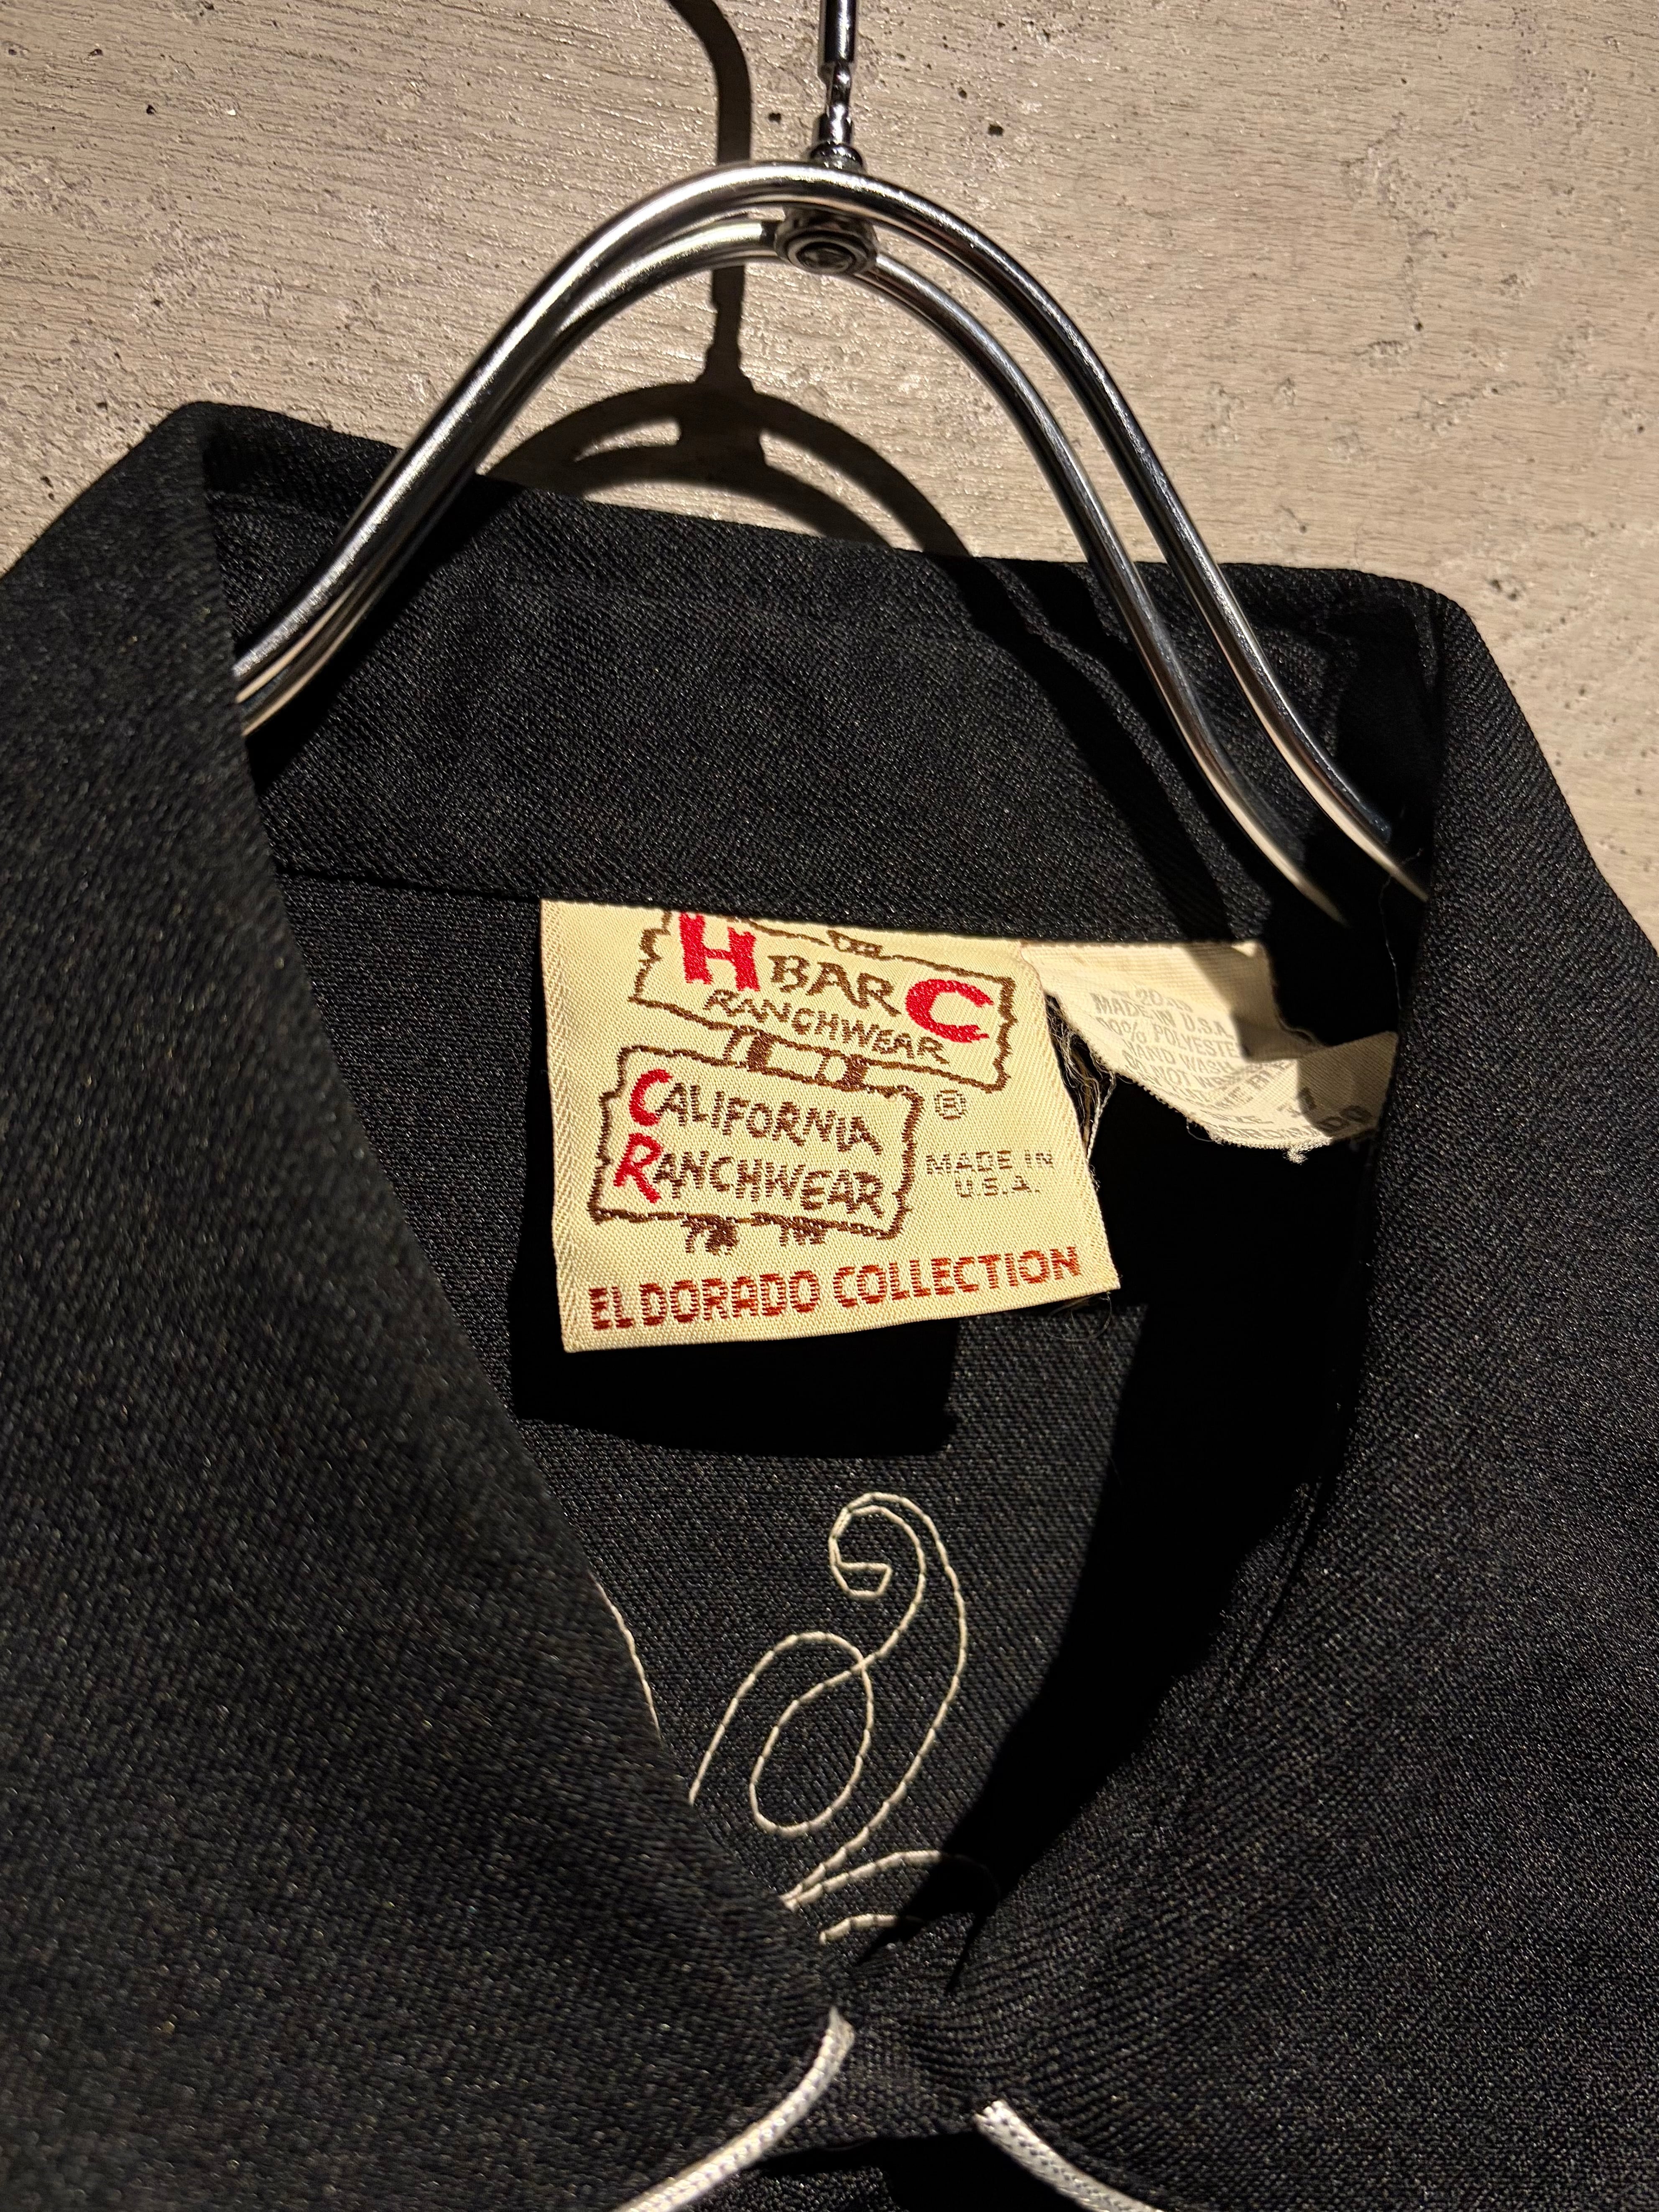 H BAR C
RANCHWEAR
CALIFORNIA
RANCHWEAR
®
MADE IN
U.S.A.
EL DORADO COLLECTION
MADE IN U.S.A.
100% POLYESTER
HAND WASH